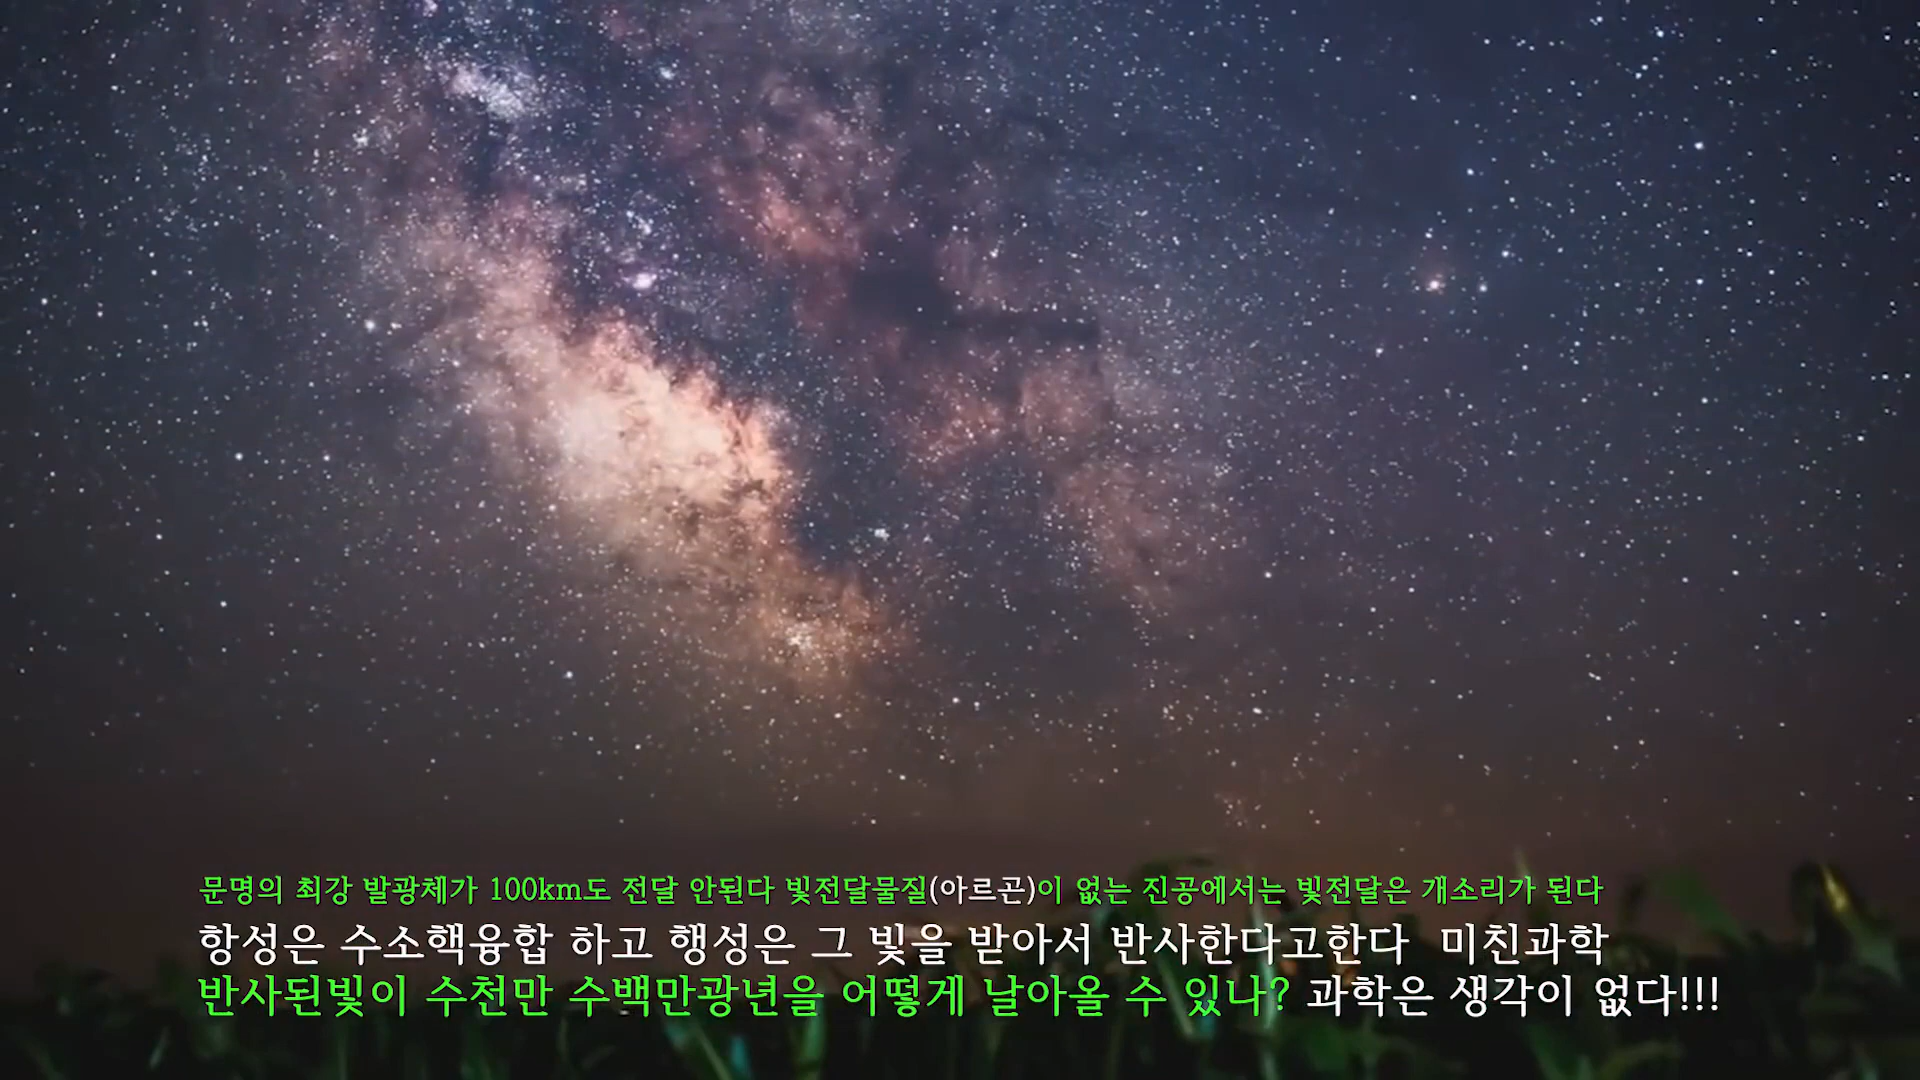 문명의 최강 발광체가 100km도 전달 안된다 빛전달물질(아르곤)이 없는 진공에서는 빛전달은 개소리가 된다
항성은 수소핵융합 하고 행성은 그 빛을 받아서 반사한다고한다 미친과학
반사된빛이 수천만 수백만광년을 어떻게 날아올 수 있나? 과학은 생각이 없다!!!